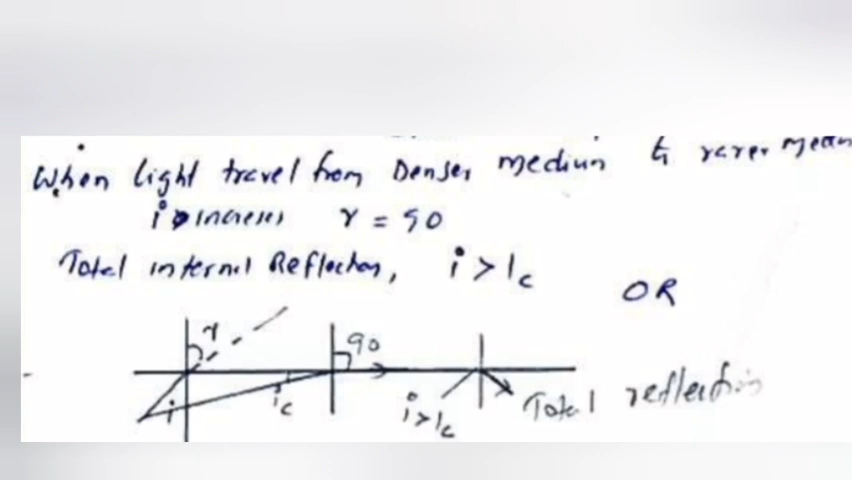 When light travel from Denser medium to rarer medium
i increases r = 90
Total internal Reflection, i > ic
OR
r
90
i
ic
i>ic
Total reflection